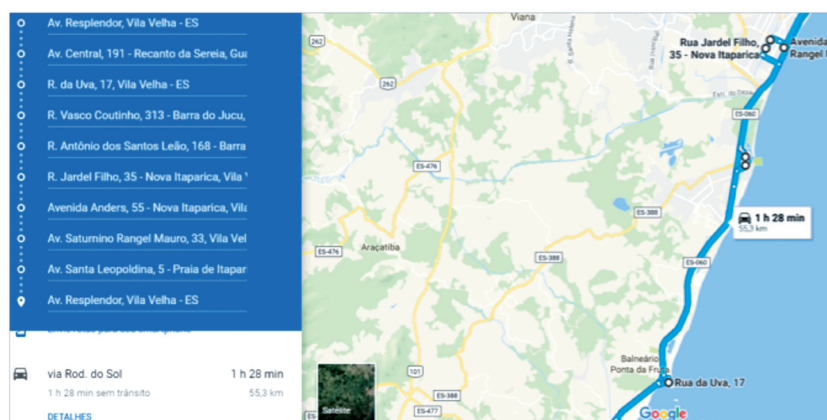 Av. Resplendor, Vila Velha - ES
Av. Central, 191 - Recanto da Sereia, Gua
R. da Uva, 17, Vila Velha - ES
R. Vasco Coutinho, 313 - Barra do Jucu,
R. Antônio dos Santos Leão, 168 - Barra
R. Jardel Filho, 35 - Nova Itaparica, Vila V
Avenida Anders, 55 - Nova Itaparica, Vila
Av. Saturnino Rangel Mauro, 33, Vila Vel
Av. Santa Leopoldina, 5 - Praia de Itapar
Av. Resplendor, Vila Velha - ES
via Rod. do Sol 1 h 28 min
1 h 28 min sem trânsito 55,3 km
DETALHES
Viana
262
Rua Jardel Filho,
35 - Nova Itaparica
Avenida
Rangel
262
ES-060
ES-476
ES-388
1 h 28 min
55,3 km
ES-476
Araçatiba
ES-388
ES-060
Balneário
Ponta da Fruta
101
Rua da Uva, 17
ES-388
Satélite
ES-477
Google